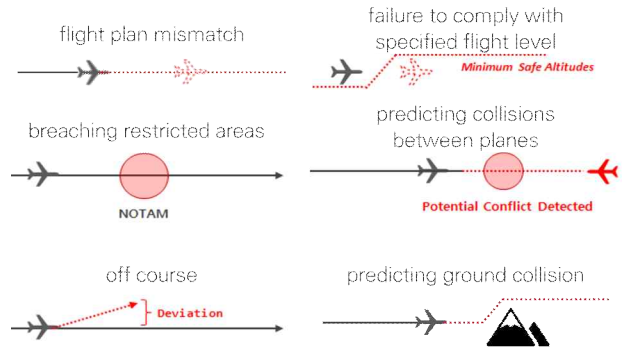 flight plan mismatch
failure to comply with
specified flight level
Minimum Safe Altitudes
breaching restricted areas
NOTAM
predicting collisions
between planes
Potential Conflict Detected
off course
Deviation
predicting ground collision